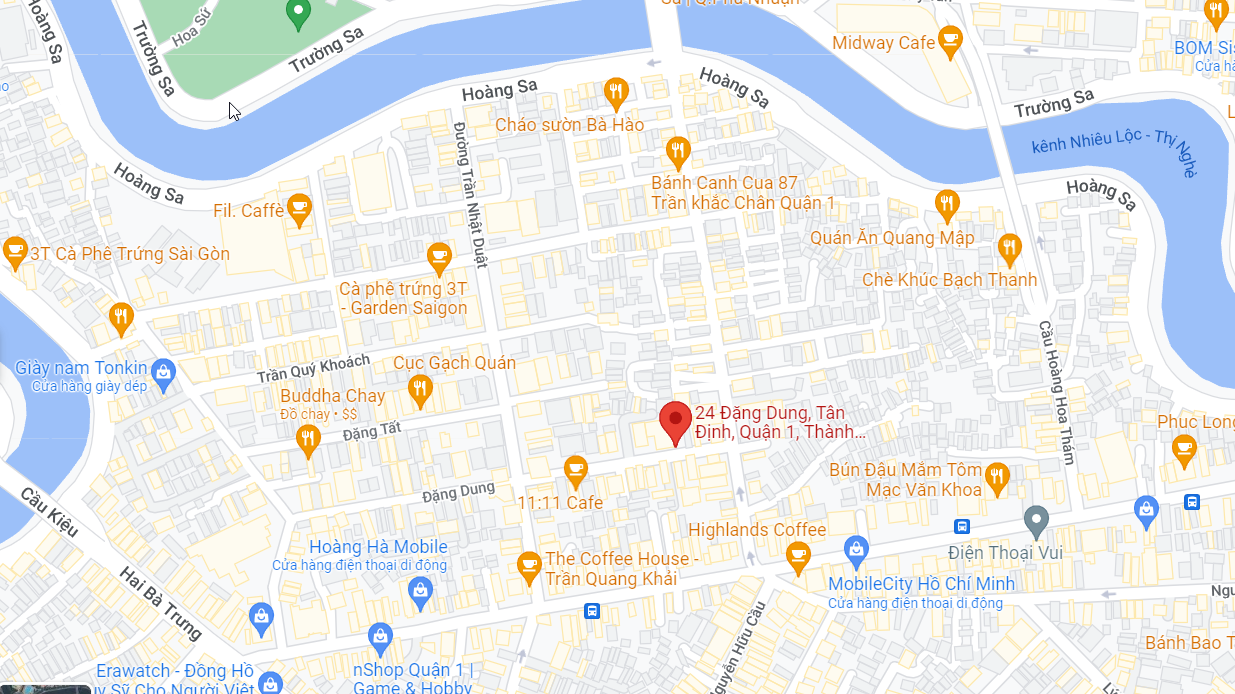 Hoàng Sa
Trường Sa
Hoa Sứ
Trường Sa
Midway Cafe
BOM Sis
Cửa hà
Hoàng Sa
Hoàng Sa
Trường Sa
Cháo sườn Bà Hào
kênh Nhiêu Lộc - Thị Nghè
Hoàng Sa
Đường Trần Nhật Duật
Bánh Canh Cua 87
Trần khắc Chân Quận 1
Hoàng Sa
Fil. Caffè
3T Cà Phê Trứng Sài Gòn
Quán Ăn Quang Mập
Chè Khúc Bạch Thanh
Cà phê trứng 3T
- Garden Saigon
Cầu Hoàng Hoa Thám
Trần Quý Khoách
Cục Gạch Quán
Giày nam Tonkin
Cửa hàng giày dép
Buddha Chay
Đồ chay • $$
Đặng Tất
24 Đặng Dung, Tân
Định, Quận 1, Thành...
Phuc Long
Bún Đậu Mắm Tôm
Mạc Văn Khoa
Đặng Dung
11:11 Cafe
Cầu Kiệu
Highlands Coffee
Điện Thoại Vui
Hoàng Hà Mobile
Cửa hàng điện thoại di động
The Coffee House -
Trần Quang Khải
MobileCity Hồ Chí Minh
Cửa hàng điện thoại di động
Hai Bà Trưng
Nguyễn Hữu Cầu
Bánh Bao T
Erawatch - Đồng Hồ
Sỹ Cho Người Việt
nShop Quận 1 |
Game & Hobby